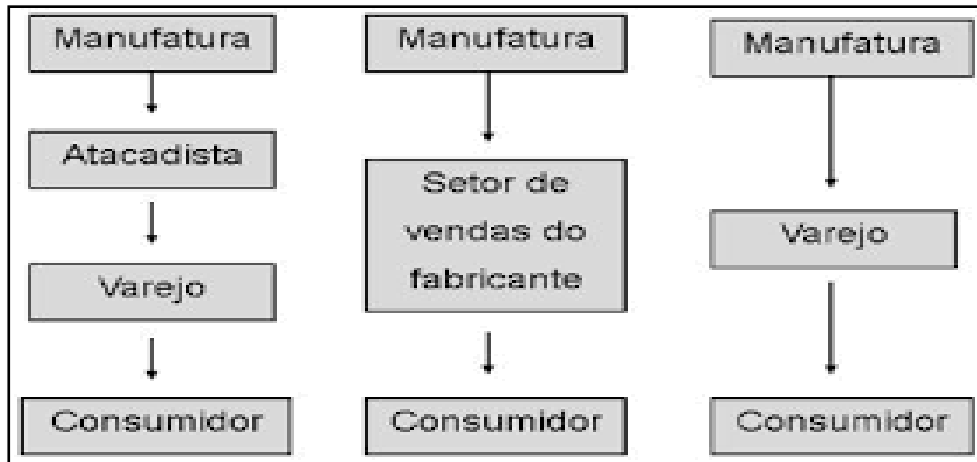 Manufatura
Atacadista
Varejo
Consumidor
Manufatura
Setor de
vendas do
fabricante
Consumidor
Manufatura
Varejo
Consumidor